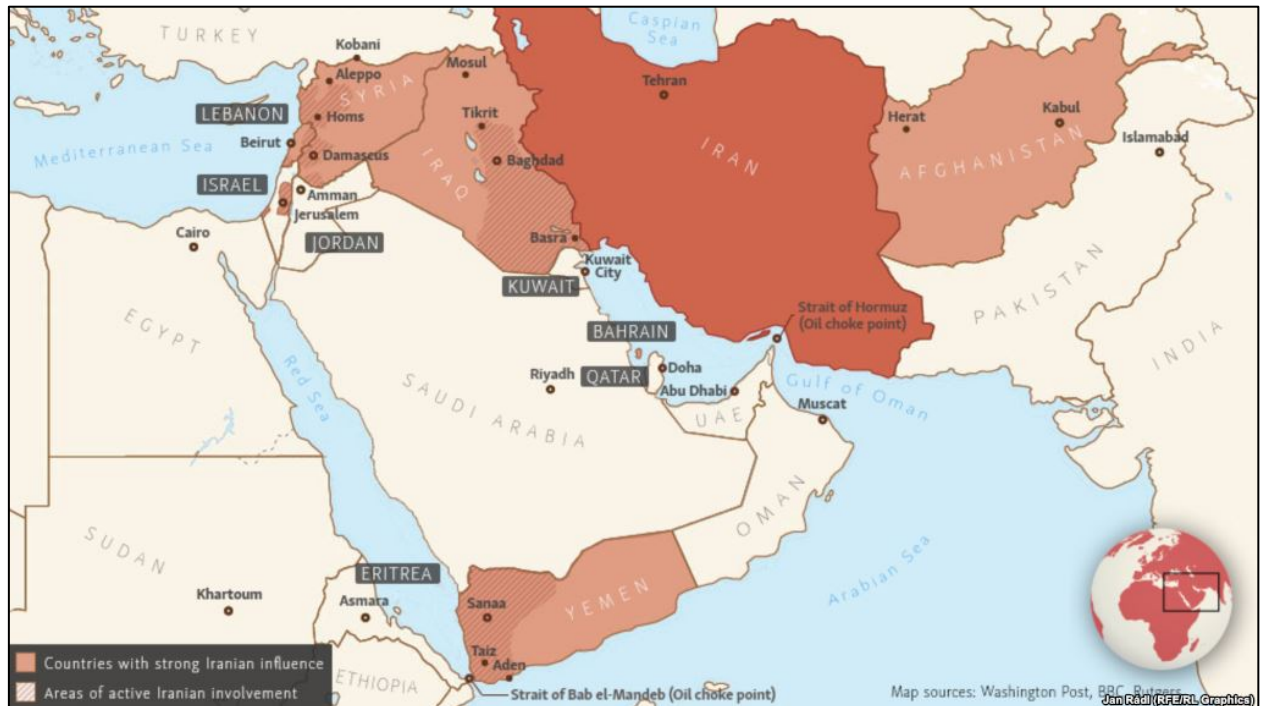 TURKEY
Caspian
Sea
Kobani
Mosul
Aleppo
SYRIA
Tehran
Tikrit
Herat
Kabul
LEBANON
Homs
Islamabad
Mediterranean Sea
Beirut
Damascus
IRAQ
Baghdad
IRAN
AFGHANISTAN
ISRAEL
Amman
Jerusalem
Cairo
JORDAN
Basra
Kuwait
City
KUWAIT
PAKISTAN
Strait of Hormuz
(Oil choke point)
EGYPT
BAHRAIN
INDIA
Red Sea
Riyadh
QATAR
Doha
Abu Dhabi
Gulf of Oman
SAUDI ARABIA
UAE
Muscat
OMAN
SUDAN
ERITREA
Arabian Sea
Khartoum
Asmara
Sanaa
YEMEN
Taiz
Aden
Countries with strong Iranian influence
ETHIOPIA
Areas of active Iranian involvement
Strait of Bab el-Mandeb (Oil choke point)
Map sources: Washington Post, BBC, Rutgers
Jan Rádl (RFE/RL Graphics)